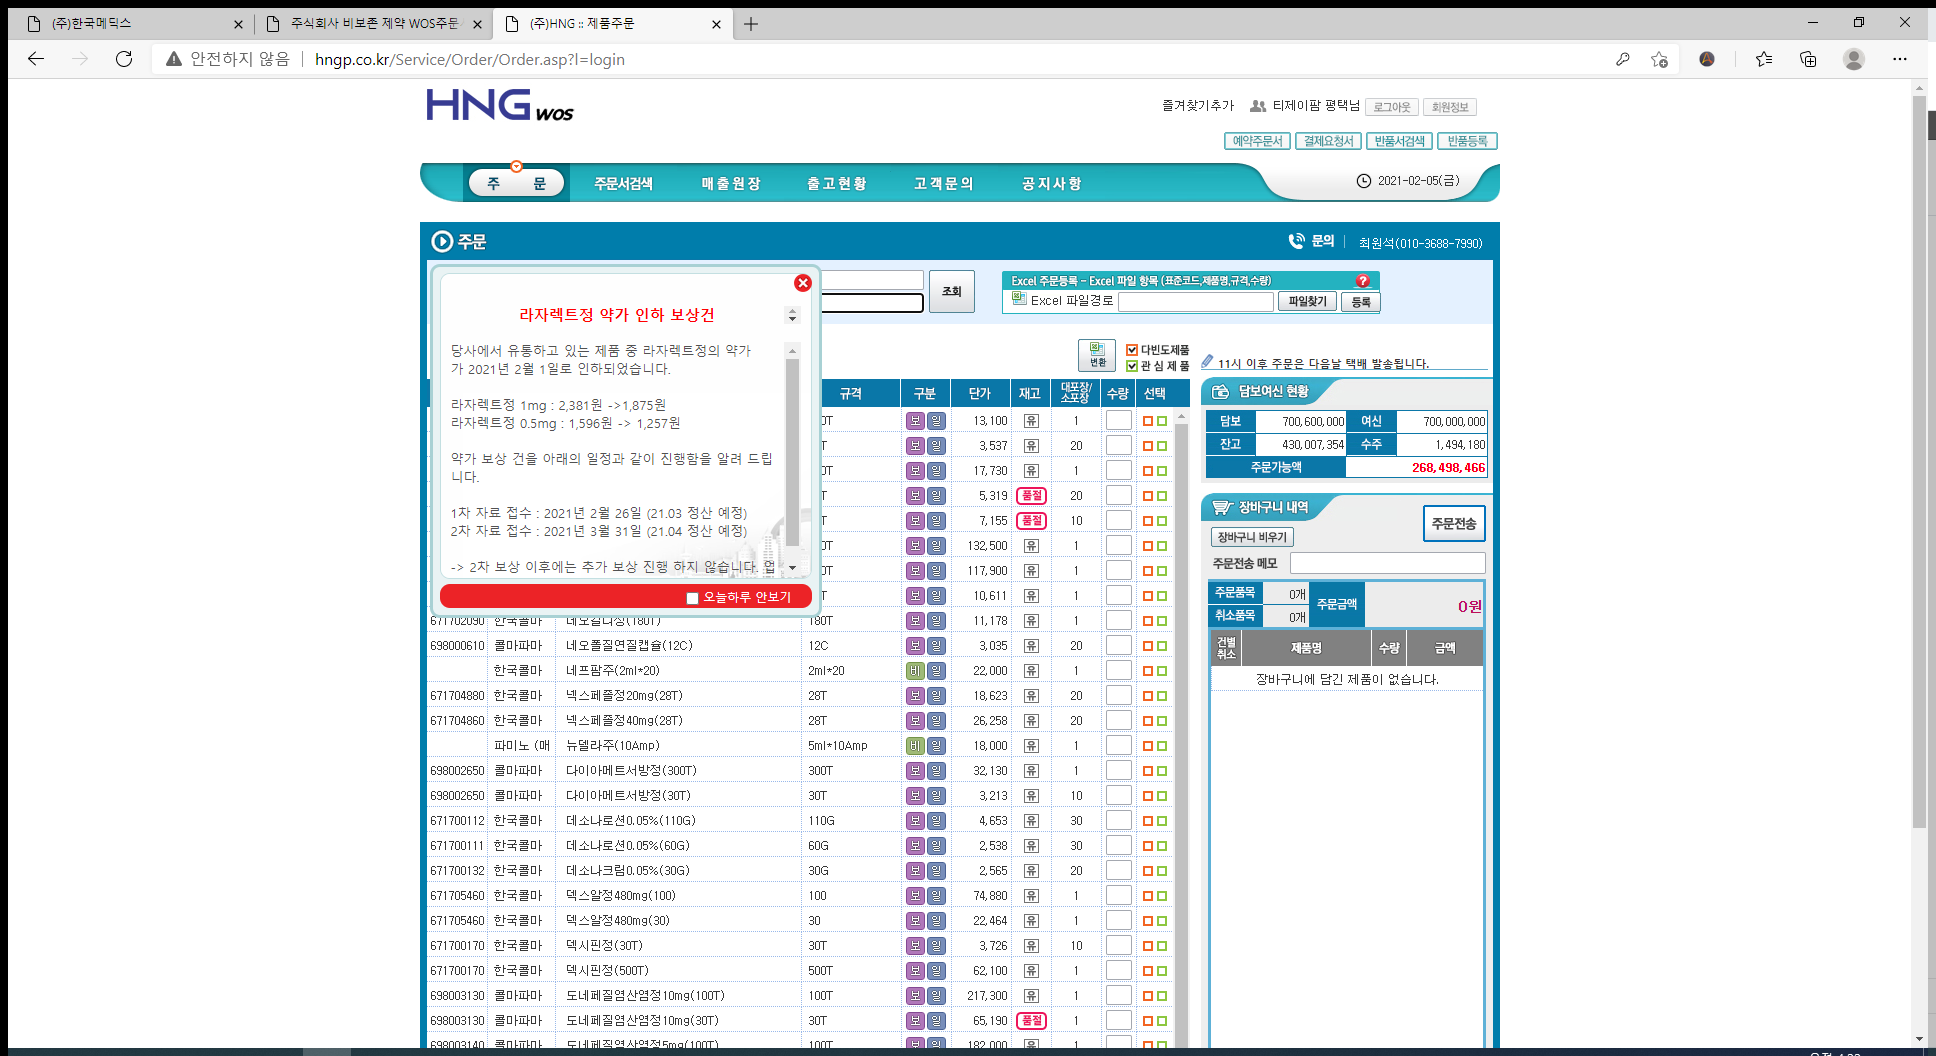 (주)한국메딕스
주식회사 비보존 제약 WOS주문
(주)HNG :: 제품주문
안전하지 않음
hngp.co.kr/Service/Order/Order.asp?l=login
HNG WOS
즐겨찾기추가 티제이팜 평택님 로그아웃 회원정보
예약주문서 결제요청서 반품서검색 반품등록
주 문 주문서검색 매출원장 출고현황 고객문의 공지사항 2021-02-05(금)
주문
문의 최원석(010-3688-7990)
조회
Excel 주문등록 - Excel 파일 항목 (표준코드,제품명,규격,수량) ?
Excel 파일경로 파일찾기 등록
라자렉트정 약가 인하 보상건
당사에서 유통하고 있는 제품 중 라자렉트정의 약가
가 2021년 2월 1일로 인하되었습니다.
라자렉트정 1mg : 2,381원 ->1,875원
라자렉트정 0.5mg : 1,596원 -> 1,257원
약가 보상 건을 아래의 일정과 같이 진행함을 알려 드립
니다.
1차 자료 접수 : 2021년 2월 26일 (21.03 정산 예정)
2차 자료 접수 : 2021년 3월 31일 (21.04 정산 예정)
-> 2차 보상 이후에는 추가 보상 진행 하지 않습니다. 업
오늘하루 안보기
변환
다빈도제품
관심제품
11시 이후 주문은 다음날 택배 발송됩니다.
규격 구분 단가 재고 대포장/소포장 수량 선택
0T 보 일 13,100 유 1
T 보 일 3,537 유 20
0T 보 일 17,730 유 1
T 보 일 5,319 품절 20
T 보 일 7,155 품절 10
0T 보 일 132,500 유 1
0T 보 일 117,900 유 1
T 보 일 10,611 유 1
671702090 한국콜마 네오칼디정(180T) 180T 보 일 11,178 유 1
698000610 콜마파마 네오폴질연질캡슐(12C) 12C 보 일 3,035 유 20
한국콜마 네프팜주(2ml*20) 2ml*20 비 일 22,000 유 1
671704880 한국콜마 넥스페플정20mg(28T) 28T 보 일 18,623 유 20
671704860 한국콜마 넥스페플정40mg(28T) 28T 보 일 26,258 유 20
파미노 (매 뉴델라주(10Amp) 5ml*10Amp 비 일 18,000 유 1
698002650 콜마파마 다이아메트서방정(300T) 300T 보 일 32,130 유 1
698002650 콜마파마 다이아메트서방정(30T) 30T 보 일 3,213 유 10
671700112 한국콜마 데소나로션0.05%(110G) 110G 보 일 4,653 유 30
671700111 한국콜마 데소나로션0.05%(60G) 60G 보 일 2,538 유 30
671700132 한국콜마 데소나크림0.05%(30G) 30G 보 일 2,565 유 20
671705460 한국콜마 덱스알정480mg(100) 100 보 일 74,880 유 1
671705460 한국콜마 덱스알정480mg(30) 30 보 일 22,464 유 1
671700170 한국콜마 덱시핀정(30T) 30T 보 일 3,726 유 10
671700170 한국콜마 덱시핀정(500T) 500T 보 일 62,100 유 1
698003130 콜마파마 도네페질염산염정10mg(100T) 100T 보 일 217,300 유 1
698003130 콜마파마 도네페질염산염정10mg(30T) 30T 보 일 65,190 품절 1
698003140 콜마파마 도네페질염산염정5mg(100T) 100T 보 일 182,000 유 1
담보여신 현황
담보 700,600,000 여신 700,000,000
잔고 430,007,354 수주 1,494,180
주문가능액 268,498,466
장바구니 내역
주문전송
장바구니 비우기
주문전송 메모
주문품목 0개 주문금액 0원
취소품목 0개
건별취소 제품명 수량 금액
장바구니에 담긴 제품이 없습니다.